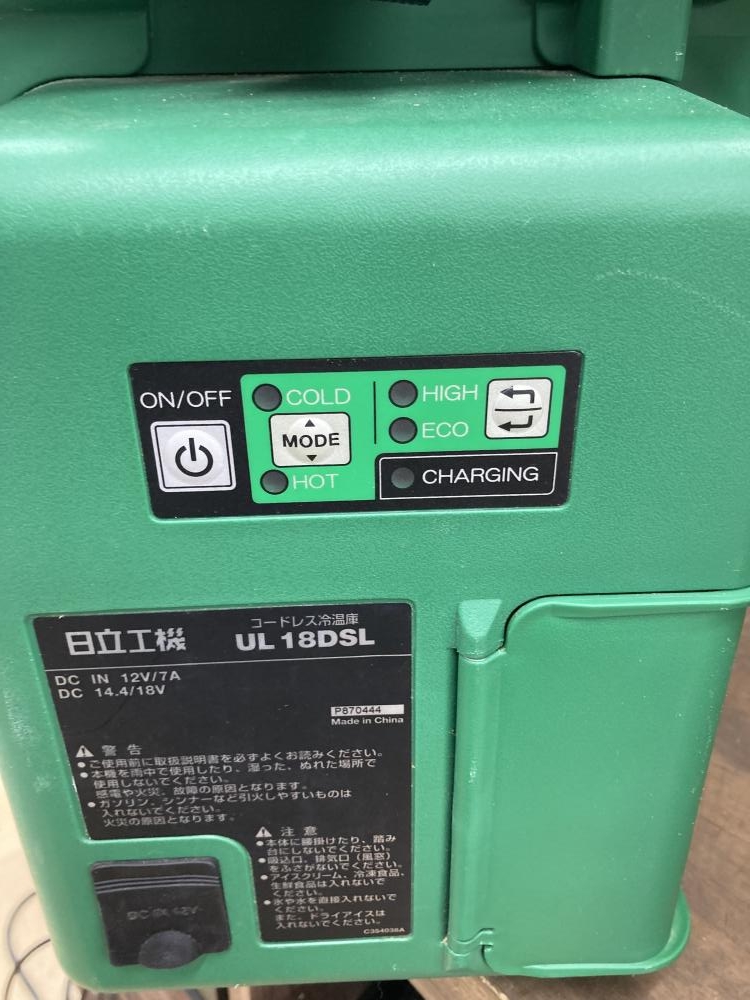 ON/OFF
COLD
MODE
HOT
HIGH
ECO
CHARGING
コードレス冷温庫
日立工機 UL 18DSL
DC IN 12V/7A
DC 14.4/18V
P870444
Made in China
警告
•ご使用前に取扱説明書を必ずよくお読みください。
•本機を雨中で使用したり、湿った、ぬれた場所で
使用しないでください。
感電や火災、故障の原因となります。
•ガソリン、シンナーなど引火しやすいものは
入れないでください。
火災の原因となります。
注意
•本体に腰掛けたり、踏み
台にしないでください。
•吸込口、排気口(風窓)
をふさがないでください。
•アイスクリーム、冷凍食品、
生鮮食品は入れないで
ください。
•氷や水を直接入れないで
ください。
また、ドライアイスは
入れないでください。
C354038A
DC IN 12V